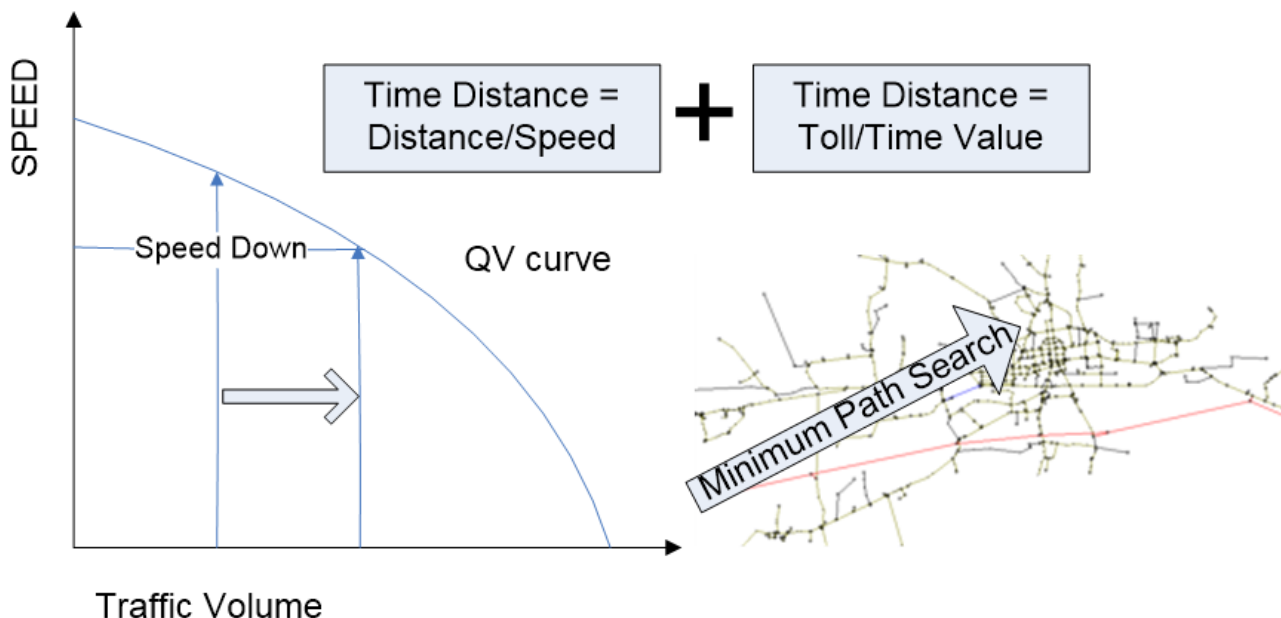 SPEED
Time Distance =
Distance/Speed
+
Time Distance =
Toll/Time Value
Speed Down
QV curve
Minimum Path Search
Traffic Volume